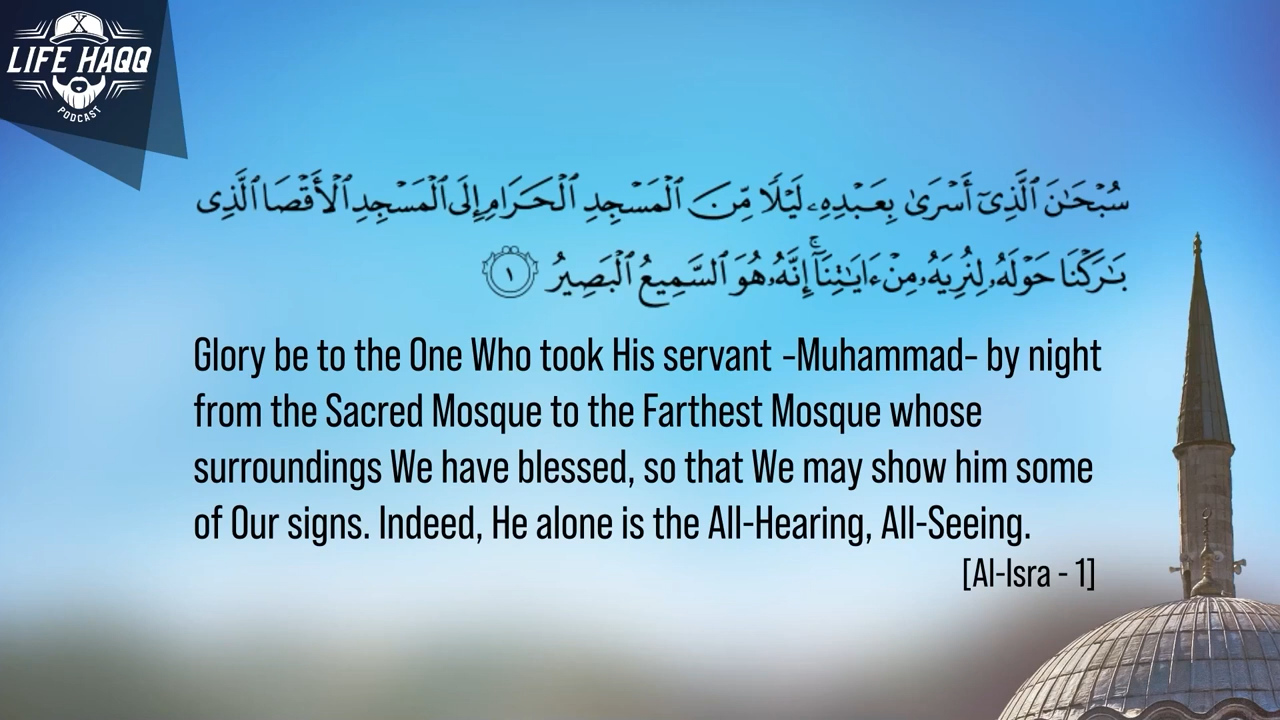 X
LIFE HAQQ
PODCAST
سُبْحَـٰنَ ٱلَّذِىٓ أَسْرَىٰ بِعَبْدِهِۦ لَيْلًا مِّنَ ٱلْمَسْجِدِ ٱلْحَرَامِ إِلَى ٱلْمَسْجِدِ ٱلْأَقْصَا ٱلَّذِى
بَـٰرَكْنَا حَوْلَهُۥ لِنُرِيَهُۥ مِنْ ءَايَـٰتِنَآ ۚ إِنَّهُۥ هُوَ ٱلسَّمِيعُ ٱلْبَصِيرُ ١
Glory be to the One Who took His servant -Muhammad- by night
from the Sacred Mosque to the Farthest Mosque whose
surroundings We have blessed, so that We may show him some
of Our signs. Indeed, He alone is the All-Hearing, All-Seeing.
[Al-Isra - 1]